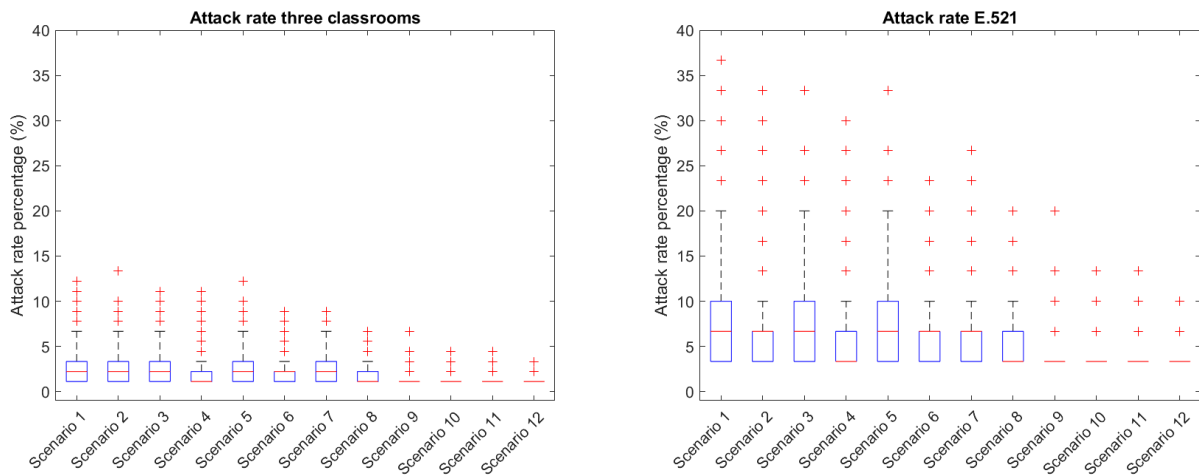 Attack rate three classrooms
Attack rate percentage (%)
40
35
30
25
20
15
10
5
0
Scenario 1
Scenario 2
Scenario 3
Scenario 4
Scenario 5
Scenario 6
Scenario 7
Scenario 8
Scenario 9
Scenario 10
Scenario 11
Scenario 12
Attack rate E.521
Attack rate percentage (%)
40
35
30
25
20
15
10
5
0
Scenario 1
Scenario 2
Scenario 3
Scenario 4
Scenario 5
Scenario 6
Scenario 7
Scenario 8
Scenario 9
Scenario 10
Scenario 11
Scenario 12